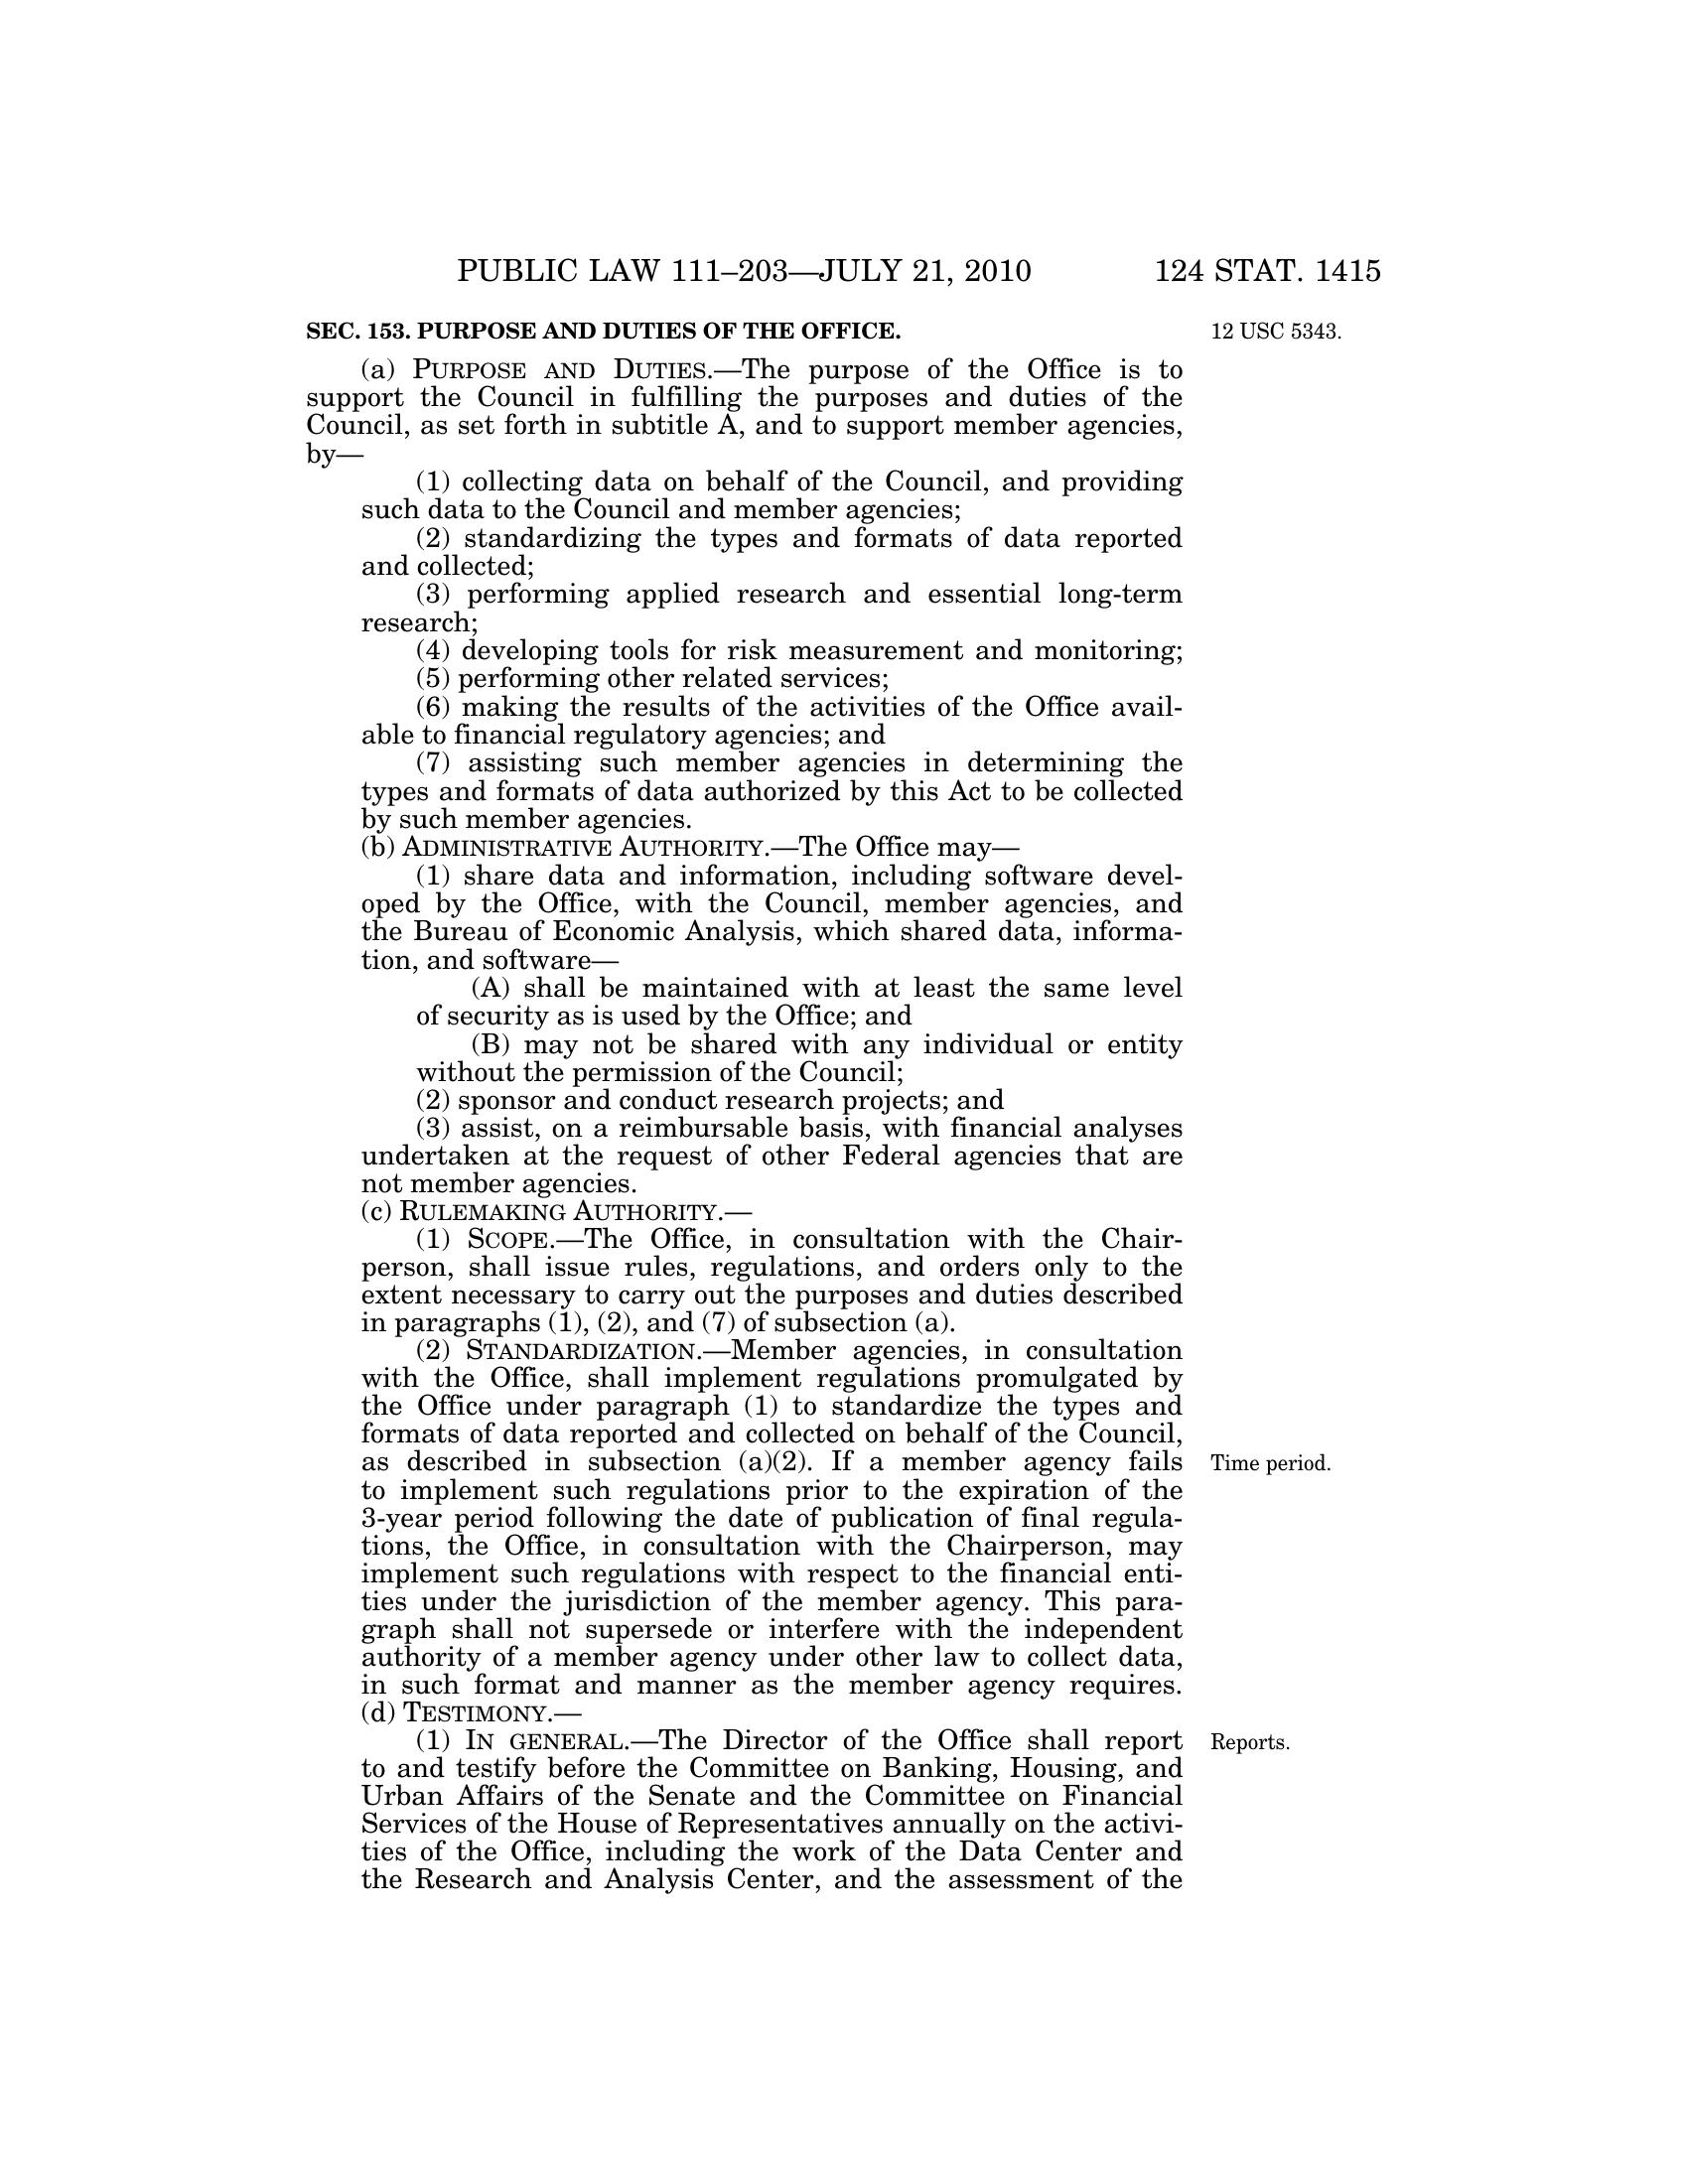 PUBLIC LAW 111–203—JULY 21, 2010 124 STAT. 1415
SEC. 153. PURPOSE AND DUTIES OF THE OFFICE. 12 USC 5343.
(a) PURPOSE AND DUTIES.—The purpose of the Office is to
support the Council in fulfilling the purposes and duties of the
Council, as set forth in subtitle A, and to support member agencies,
by—
(1) collecting data on behalf of the Council, and providing
such data to the Council and member agencies;
(2) standardizing the types and formats of data reported
and collected;
(3) performing applied research and essential long-term
research;
(4) developing tools for risk measurement and monitoring;
(5) performing other related services;
(6) making the results of the activities of the Office avail-
able to financial regulatory agencies; and
(7) assisting such member agencies in determining the
types and formats of data authorized by this Act to be collected
by such member agencies.
(b) ADMINISTRATIVE AUTHORITY.—The Office may—
(1) share data and information, including software devel-
oped by the Office, with the Council, member agencies, and
the Bureau of Economic Analysis, which shared data, informa-
tion, and software—
(A) shall be maintained with at least the same level
of security as is used by the Office; and
(B) may not be shared with any individual or entity
without the permission of the Council;
(2) sponsor and conduct research projects; and
(3) assist, on a reimbursable basis, with financial analyses
undertaken at the request of other Federal agencies that are
not member agencies.
(c) RULEMAKING AUTHORITY.—
(1) SCOPE.—The Office, in consultation with the Chair-
person, shall issue rules, regulations, and orders only to the
extent necessary to carry out the purposes and duties described
in paragraphs (1), (2), and (7) of subsection (a).
(2) STANDARDIZATION.—Member agencies, in consultation
with the Office, shall implement regulations promulgated by
the Office under paragraph (1) to standardize the types and
formats of data reported and collected on behalf of the Council,
as described in subsection (a)(2). If a member agency fails Time period.
to implement such regulations prior to the expiration of the
3-year period following the date of publication of final regula-
tions, the Office, in consultation with the Chairperson, may
implement such regulations with respect to the financial enti-
ties under the jurisdiction of the member agency. This para-
graph shall not supersede or interfere with the independent
authority of a member agency under other law to collect data,
in such format and manner as the member agency requires.
(d) TESTIMONY.—
(1) IN GENERAL.—The Director of the Office shall report Reports.
to and testify before the Committee on Banking, Housing, and
Urban Affairs of the Senate and the Committee on Financial
Services of the House of Representatives annually on the activi-
ties of the Office, including the work of the Data Center and
the Research and Analysis Center, and the assessment of the